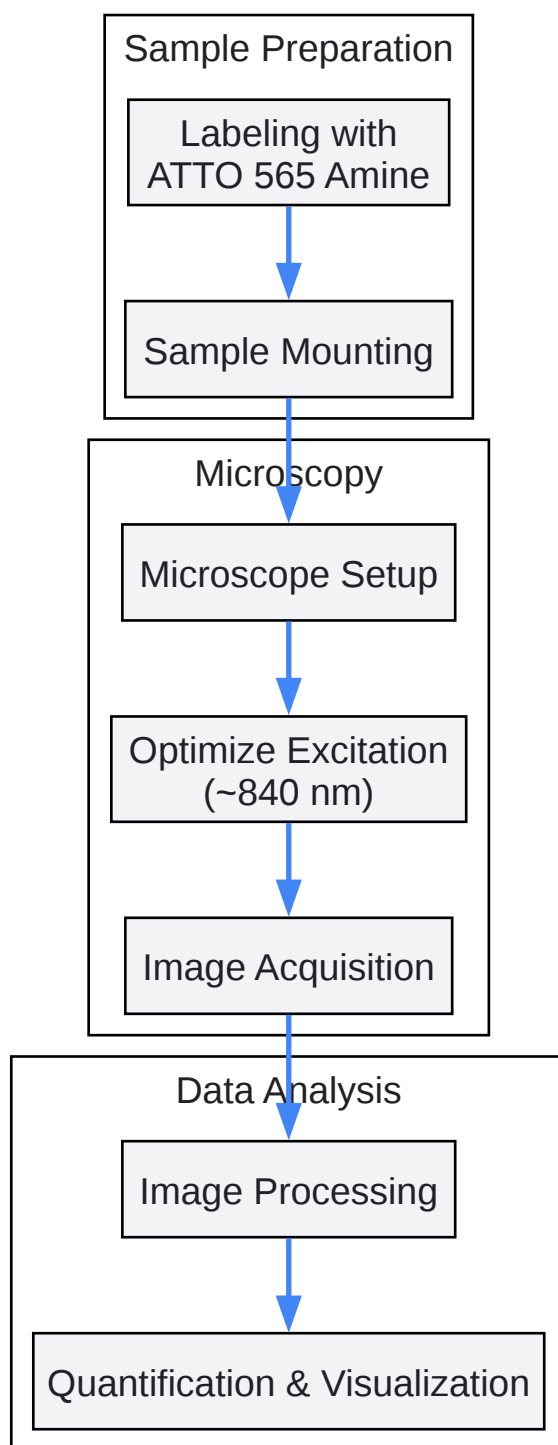 Sample Preparation
Labeling with
ATTO 565 Amine
Sample Mounting
Microscopy
Microscope Setup
Optimize Excitation
(~840 nm)
Image Acquisition
Data Analysis
Image Processing
Quantification & Visualization